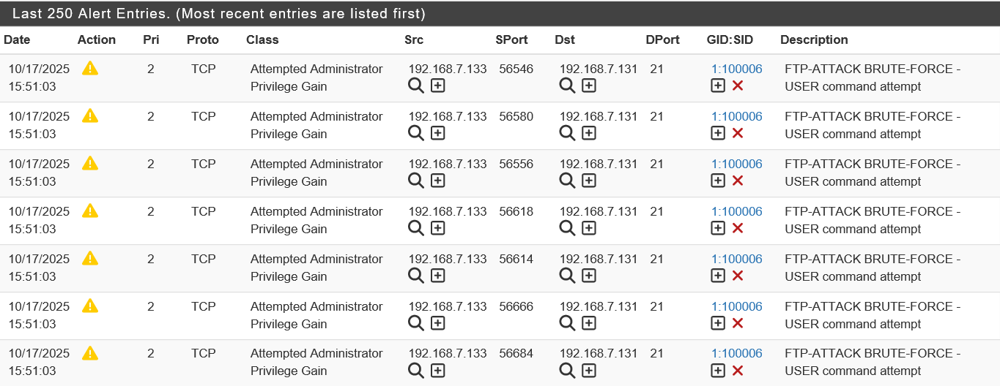 Last 250 Alert Entries. (Most recent entries are listed first)
Date Action Pri Proto Class Src SPort Dst DPort GID:SID Description
10/17/2025 2 TCP Attempted Administrator 192.168.7.133 56546 192.168.7.131 21 1:100006 FTP-ATTACK BRUTE-FORCE -
15:51:03 Privilege Gain USER command attempt
10/17/2025 2 TCP Attempted Administrator 192.168.7.133 56580 192.168.7.131 21 1:100006 FTP-ATTACK BRUTE-FORCE -
15:51:03 Privilege Gain USER command attempt
10/17/2025 2 TCP Attempted Administrator 192.168.7.133 56556 192.168.7.131 21 1:100006 FTP-ATTACK BRUTE-FORCE -
15:51:03 Privilege Gain USER command attempt
10/17/2025 2 TCP Attempted Administrator 192.168.7.133 56618 192.168.7.131 21 1:100006 FTP-ATTACK BRUTE-FORCE -
15:51:03 Privilege Gain USER command attempt
10/17/2025 2 TCP Attempted Administrator 192.168.7.133 56614 192.168.7.131 21 1:100006 FTP-ATTACK BRUTE-FORCE -
15:51:03 Privilege Gain USER command attempt
10/17/2025 2 TCP Attempted Administrator 192.168.7.133 56666 192.168.7.131 21 1:100006 FTP-ATTACK BRUTE-FORCE -
15:51:03 Privilege Gain USER command attempt
10/17/2025 2 TCP Attempted Administrator 192.168.7.133 56684 192.168.7.131 21 1:100006 FTP-ATTACK BRUTE-FORCE -
15:51:03 Privilege Gain USER command attempt